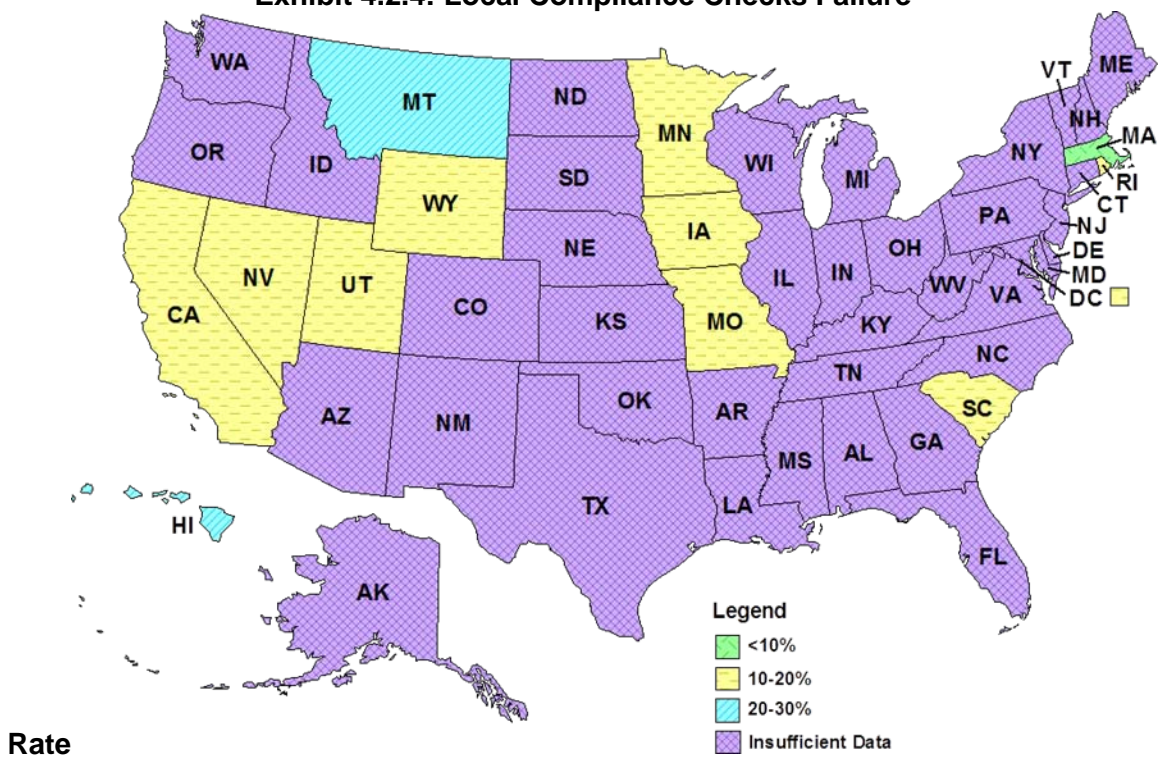 Exhibit 4.2.4: Local Compliance Checks Failure
WA
MT
ND
MN
VT
ME
NH
MA
OR
ID
SD
WI
NY
MI
RI
WY
CT
IA
PA
NJ
NE
OH
DE
NV
UT
IL
IN
MD
WV
DC
CA
CO
KS
MO
VA
KY
NC
TN
OK
AZ
NM
AR
SC
MS
AL
GA
TX
LA
HI
FL
AK
Legend
<10%
10-20%
20-30%
Insufficient Data
Rate